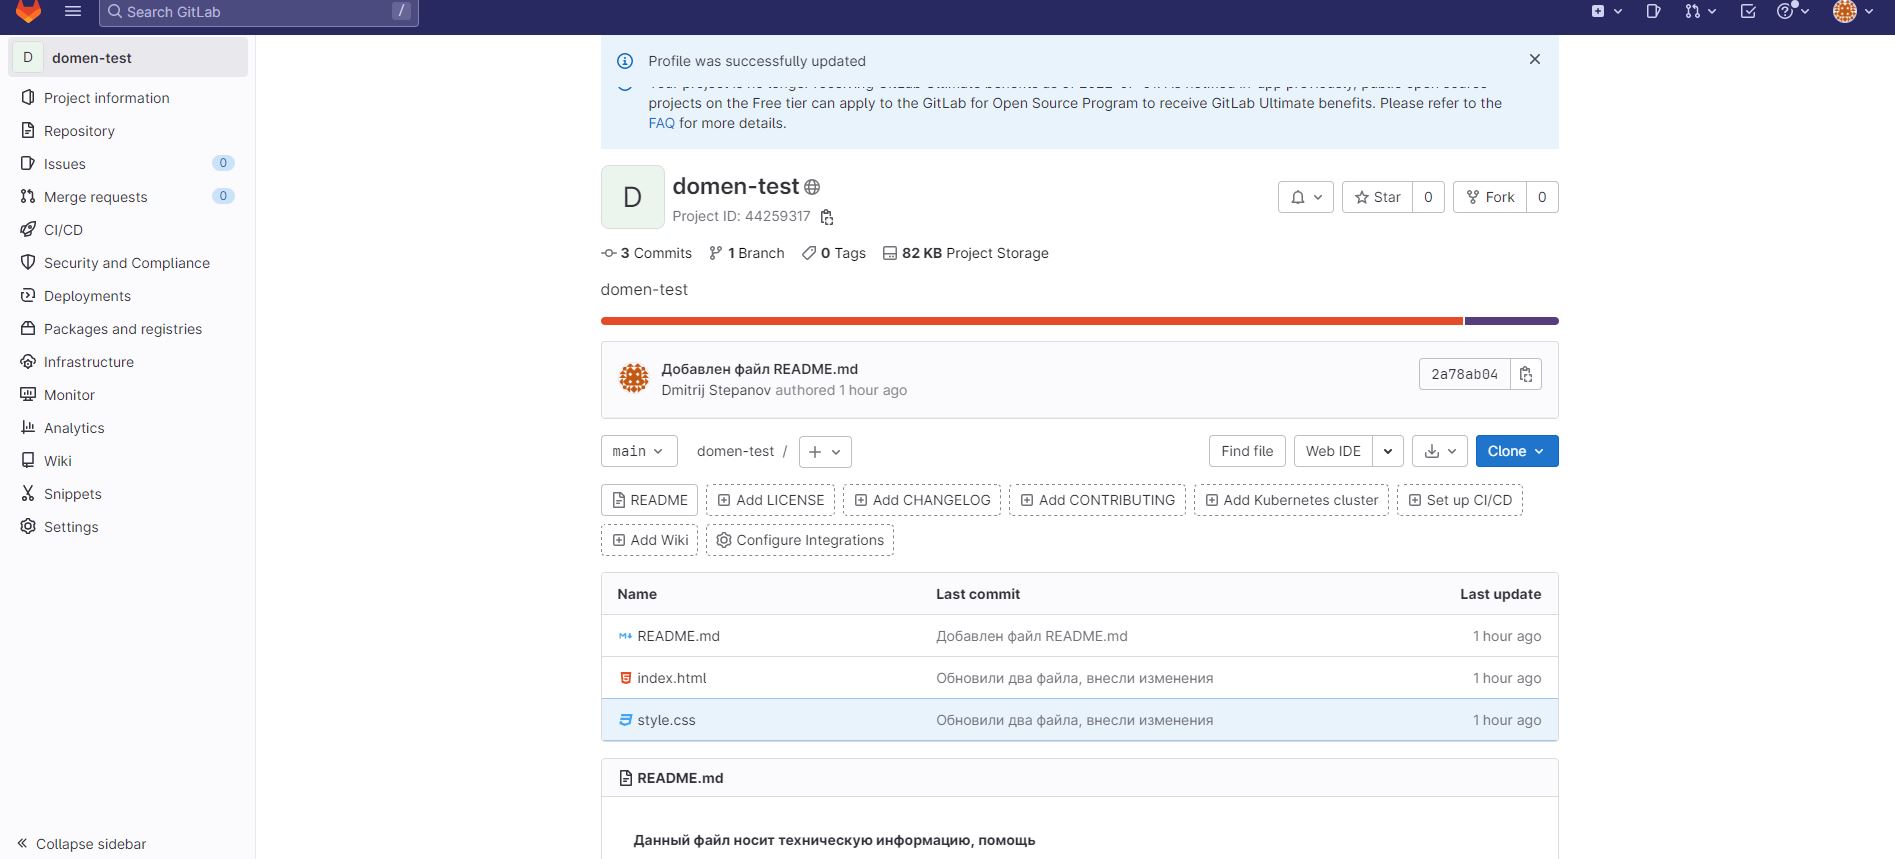 Search GitLab /
D domen-test
Project information
Repository
Issues 0
Merge requests 0
CI/CD
Security and Compliance
Deployments
Packages and registries
Infrastructure
Monitor
Analytics
Wiki
Snippets
Settings
Collapse sidebar
Profile was successfully updated
projects on the Free tier can apply to the GitLab for Open Source Program to receive GitLab Ultimate benefits. Please refer to the
FAQ for more details.
D
domen-test
Project ID: 44259317
Star 0
Fork 0
3 Commits 1 Branch 0 Tags 82 KB Project Storage
domen-test
Добавлен файл README.md
Dmitrij Stepanov authored 1 hour ago
2a78ab04
main domen-test / + Find file Web IDE Clone
README Add LICENSE Add CHANGELOG Add CONTRIBUTING Add Kubernetes cluster Set up CI/CD
Add Wiki Configure Integrations
Name Last commit Last update
README.md Добавлен файл README.md 1 hour ago
index.html Обновили два файла, внесли изменения 1 hour ago
style.css Обновили два файла, внесли изменения 1 hour ago
README.md
Данный файл носит техническую информацию, помощь